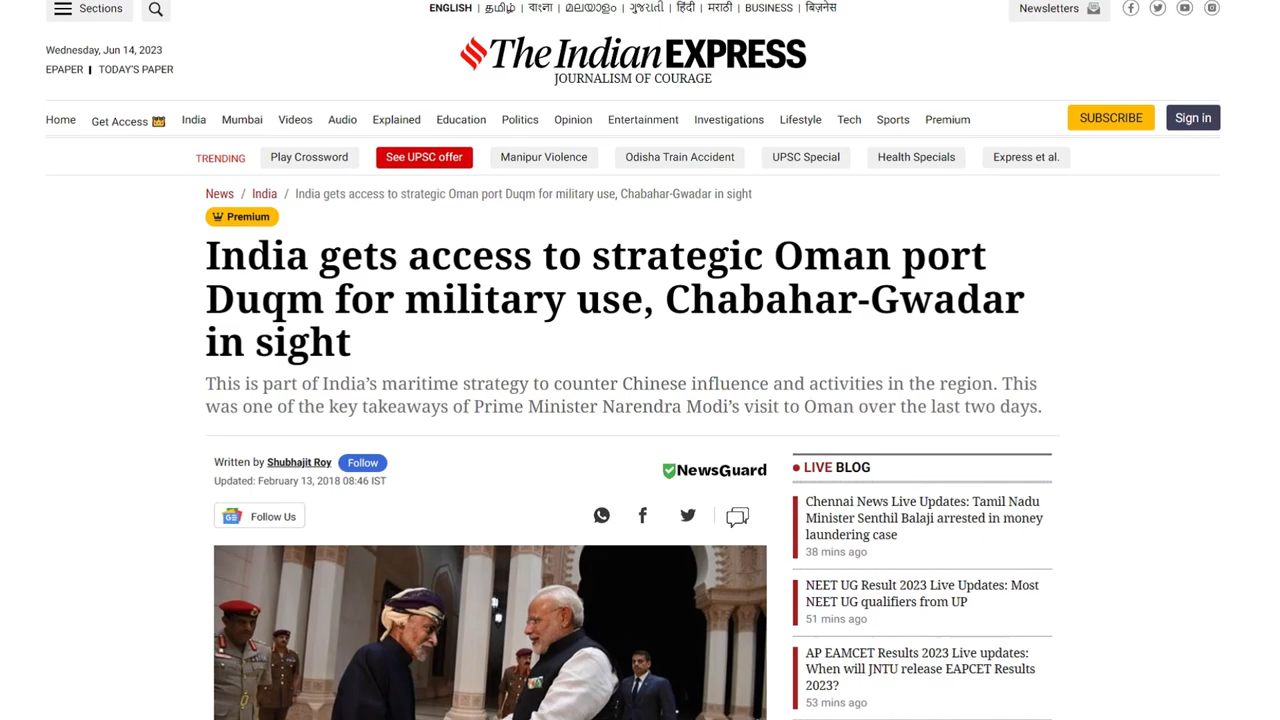 Sections
ENGLISH | தமிழ் | বাংলা | മലയാളം | ગુજરાતી | हिंदी | मराठी | BUSINESS | बिज़नेस
Newsletters
Wednesday, Jun 14, 2023
EPAPER | TODAY'S PAPER
The Indian EXPRESS
JOURNALISM OF COURAGE
Home Get Access India Mumbai Videos Audio Explained Education Politics Opinion Entertainment Investigations Lifestyle Tech Sports Premium
SUBSCRIBE Sign in
TRENDING Play Crossword See UPSC offer Manipur Violence Odisha Train Accident UPSC Special Health Specials Express et al.
News / India / India gets access to strategic Oman port Duqm for military use, Chabahar-Gwadar in sight
Premium
India gets access to strategic Oman port
Duqm for military use, Chabahar-Gwadar
in sight
This is part of India’s maritime strategy to counter Chinese influence and activities in the region. This
was one of the key takeaways of Prime Minister Narendra Modi’s visit to Oman over the last two days.
Written by Shubhajit Roy Follow
Updated: February 13, 2018 08:46 IST
NewsGuard
GE Follow Us
LIVE BLOG
Chennai News Live Updates: Tamil Nadu
Minister Senthil Balaji arrested in money
laundering case
38 mins ago
NEET UG Result 2023 Live Updates: Most
NEET UG qualifiers from UP
51 mins ago
AP EAMCET Results 2023 Live updates:
When will JNTU release EAPCET Results
2023?
53 mins ago